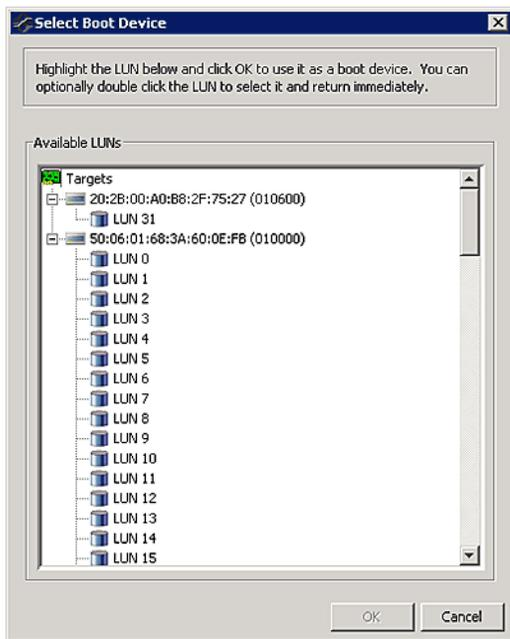 Select Boot Device
Highlight the LUN below and click OK to use it as a boot device. You can
optionally double click the LUN to select it and return immediately.
Available LUNs
Targets
20:2B:00:A0:B8:2F:75:27 (010600)
LUN 31
50:06:01:68:3A:60:0E:FB (010000)
LUN 0
LUN 1
LUN 2
LUN 3
LUN 4
LUN 5
LUN 6
LUN 7
LUN 8
LUN 9
LUN 10
LUN 11
LUN 12
LUN 13
LUN 14
LUN 15
OK
Cancel